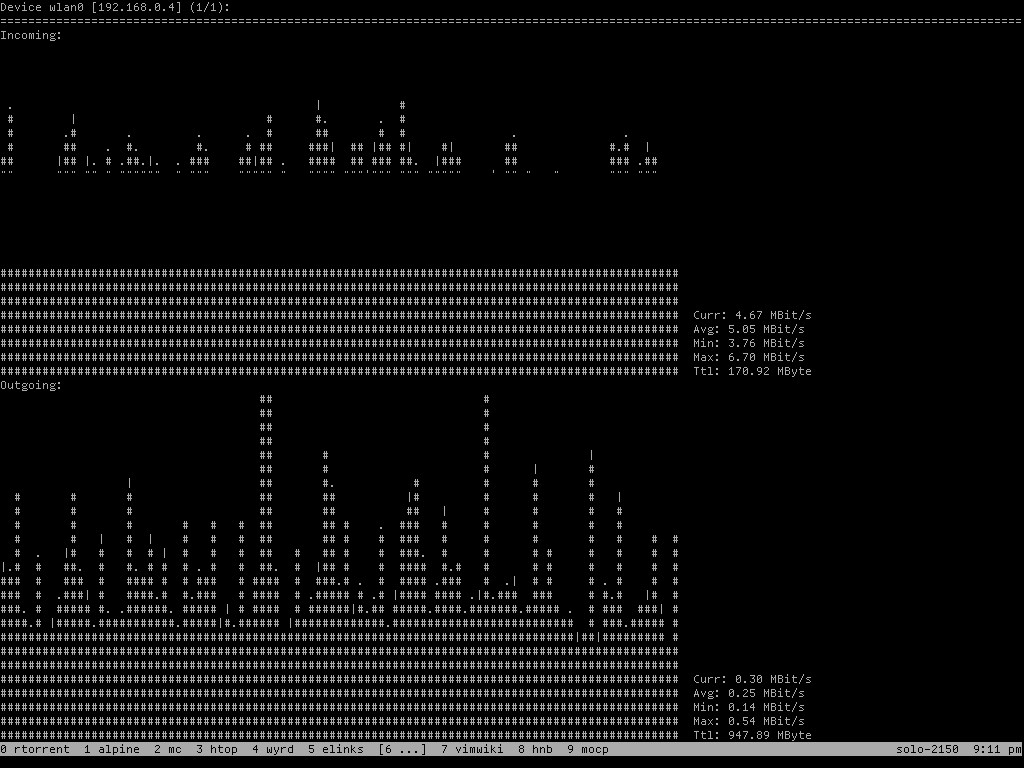 Device wlan0 [192.168.0.4] (1/1):
Incoming:
Curr: 4.67 MBit/s
Avg: 5.05 MBit/s
Min: 3.76 MBit/s
Max: 6.70 MBit/s
Ttl: 170.92 MByte
Outgoing:
Curr: 0.30 MBit/s
Avg: 0.25 MBit/s
Min: 0.14 MBit/s
Max: 0.54 MBit/s
Ttl: 947.89 MByte
0 rtorrent  1 alpine  2 mc  3 htop  4 wyrd  5 elinks  [6 ...]  7 vimwiki  8 hnb  9 mocp  solo-2150  9:11 pm